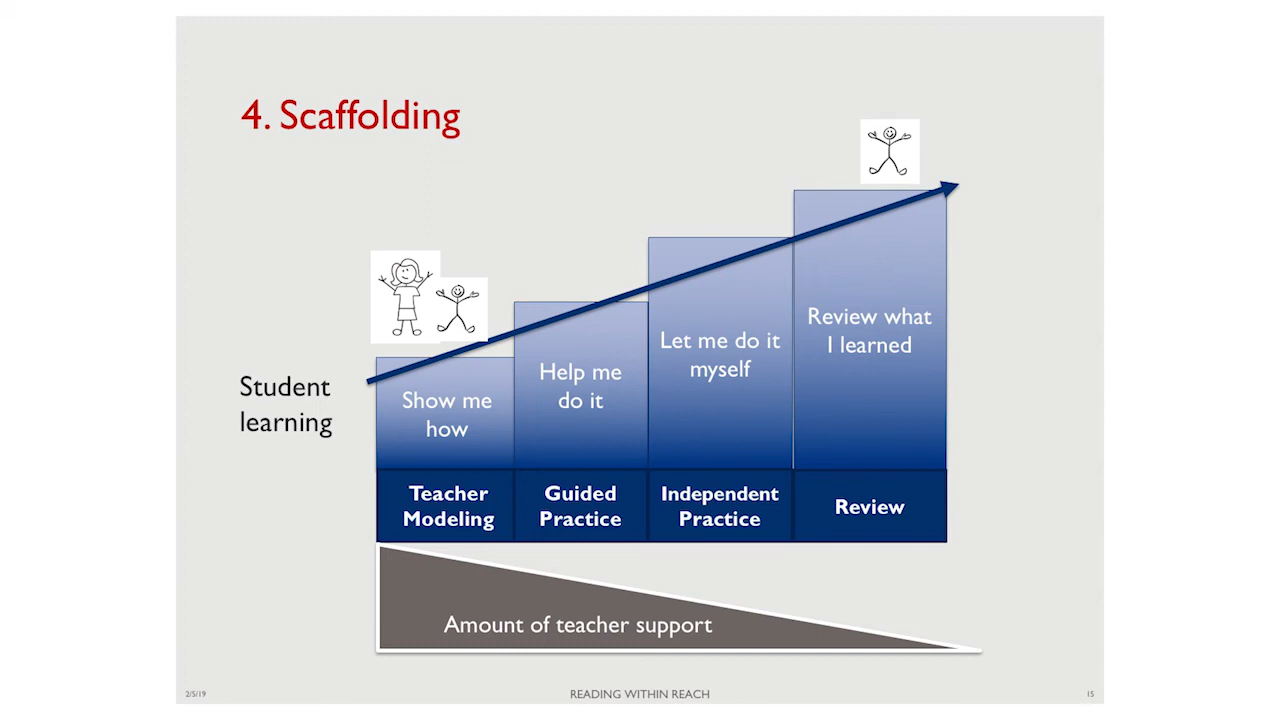 4. Scaffolding
Student
learning
Show me
how
Help me
do it
Let me do it
myself
Review what
I learned
Teacher
Modeling
Guided
Practice
Independent
Practice
Review
Amount of teacher support
2/5/19
READING WITHIN REACH
15